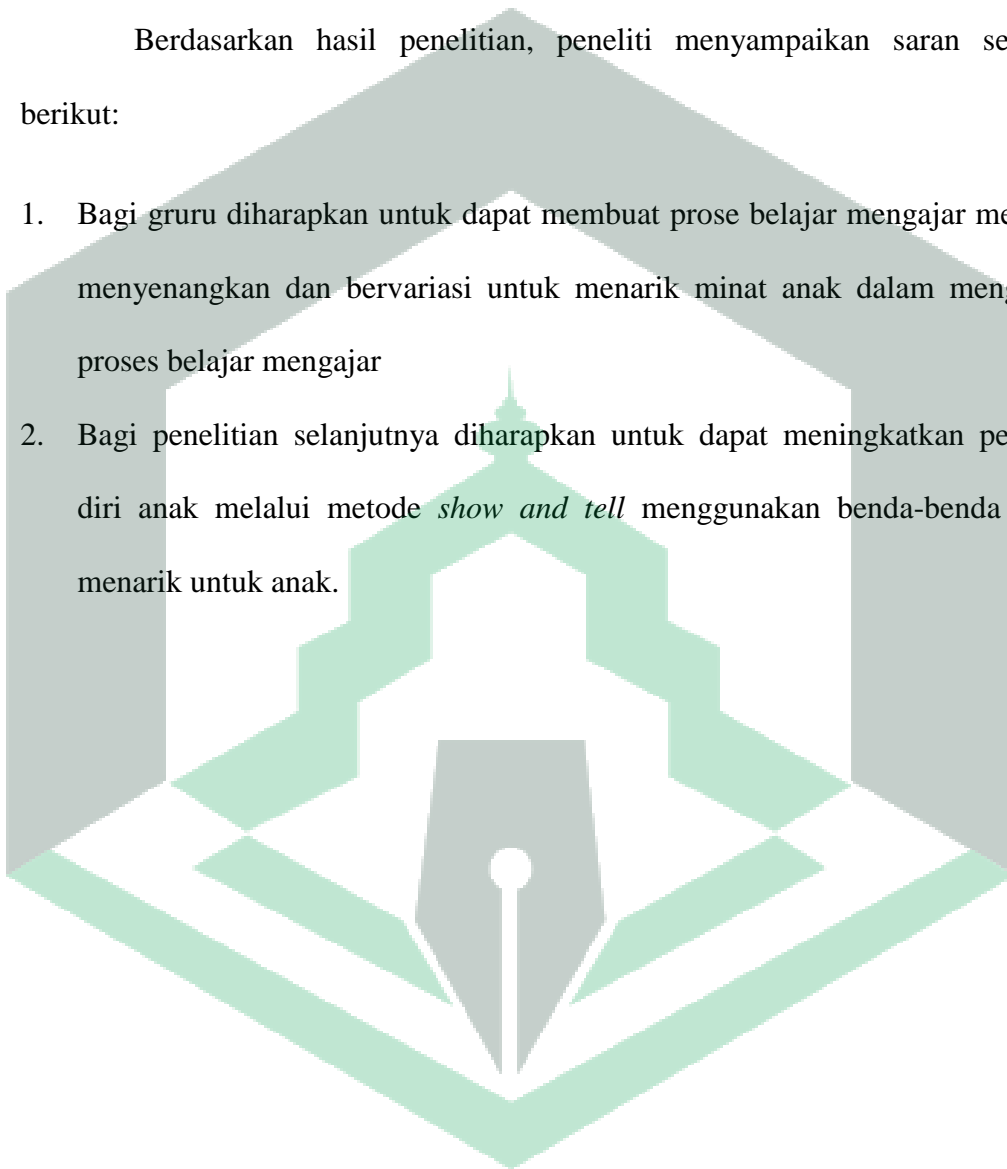 Berdasarkan hasil penelitian, peneliti menyampaikan saran se
berikut:
1. Bagi gruru diharapkan untuk dapat membuat prose belajar mengajar me
menyenangkan dan bervariasi untuk menarik minat anak dalam meng
proses belajar mengajar
2. Bagi penelitian selanjutnya diharapkan untuk dapat meningkatkan pe
diri anak melalui metode show and tell menggunakan benda-benda
menarik untuk anak.